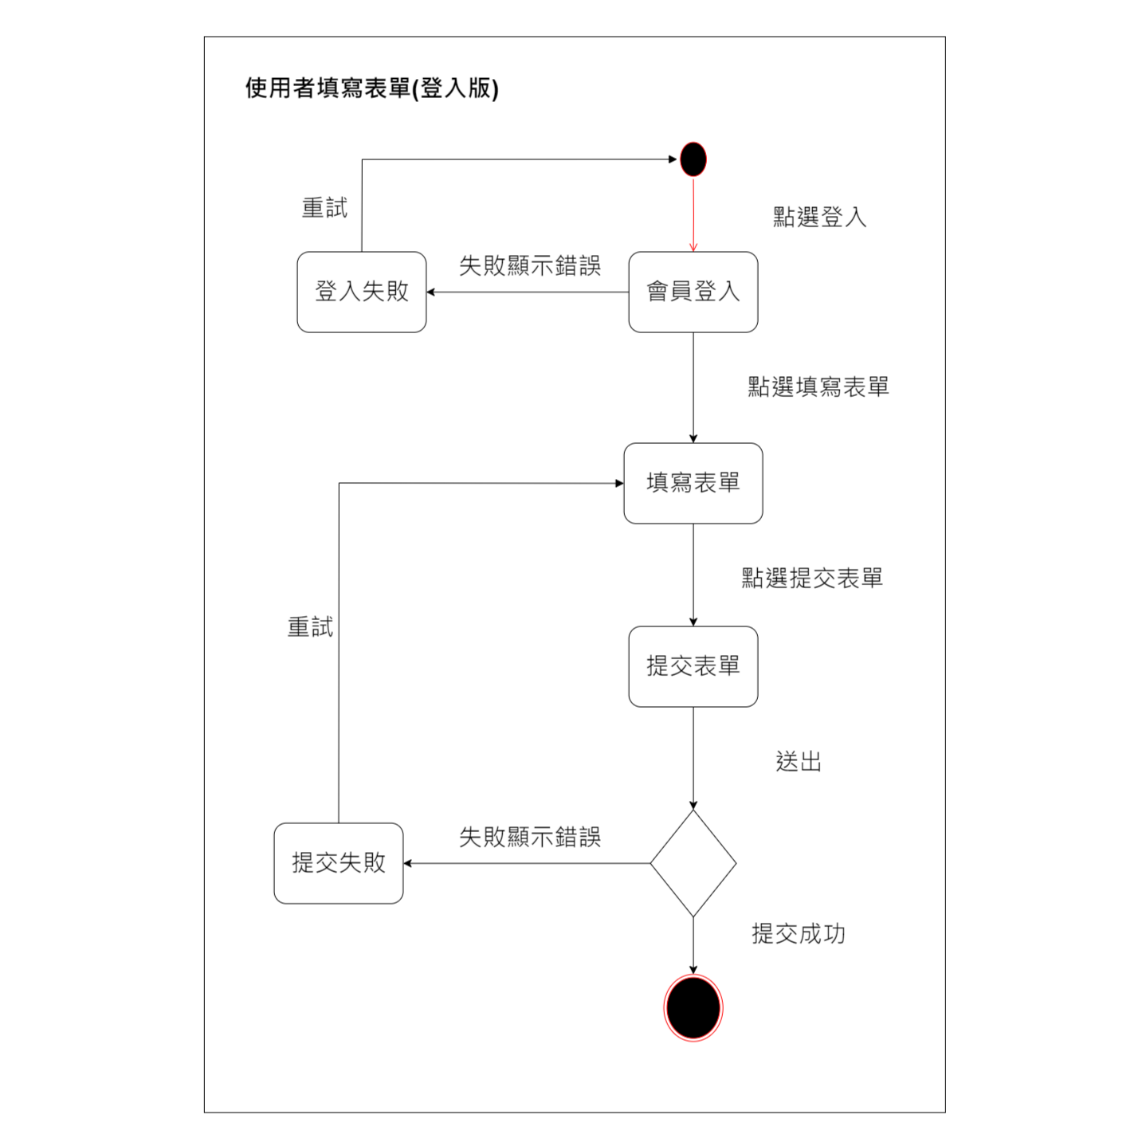 使用者填寫表單(登入版)
重試
點選登入
失敗顯示錯誤
登入失敗
會員登入
點選填寫表單
填寫表單
點選提交表單
重試
提交表單
送出
失敗顯示錯誤
提交失敗
提交成功